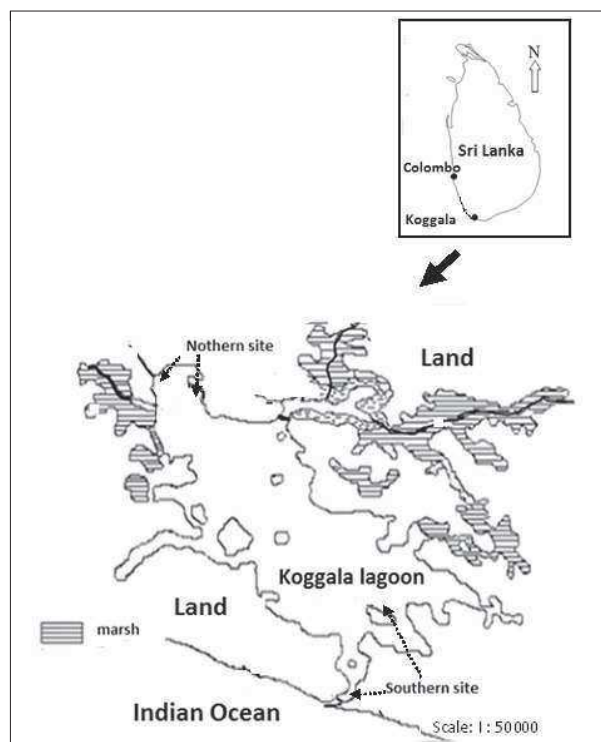 N
Sri Lanka
Colombo
Koggala
Nothern site
Land
Koggala lagoon
Land
marsh
Southern site
Indian Ocean
Scale: 1 : 50000